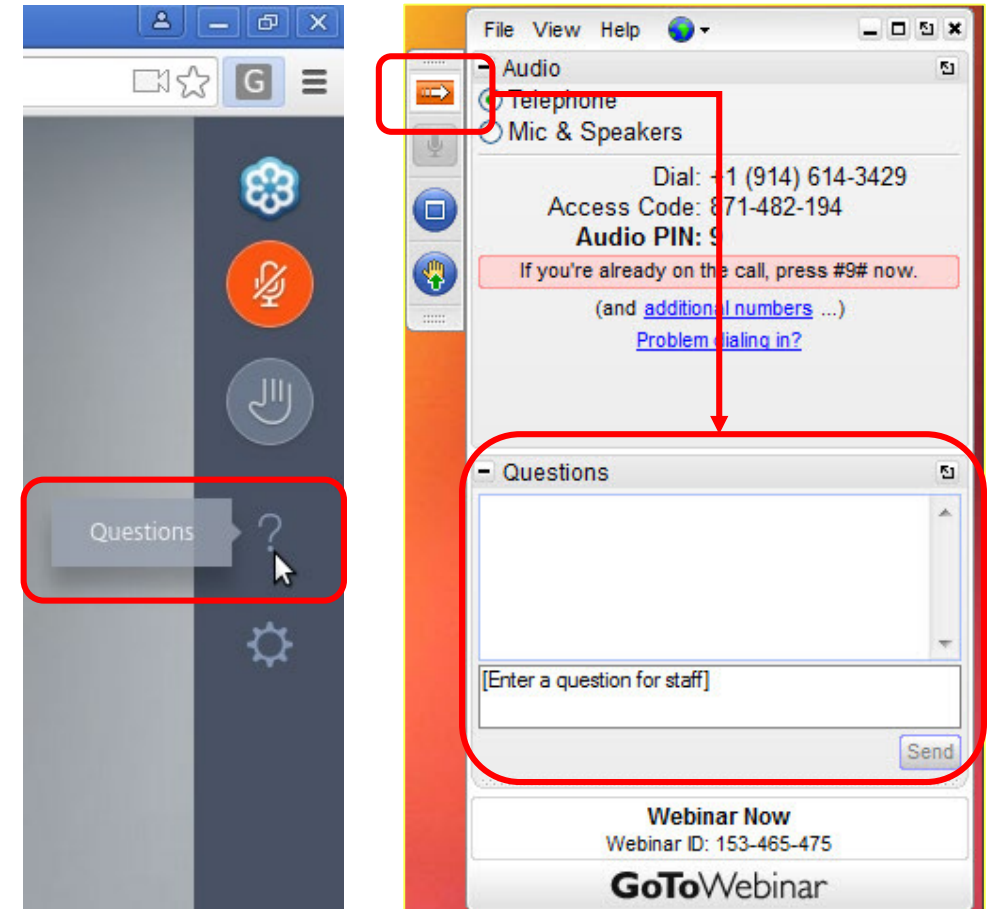 G
Questions
File View Help
Audio
Telephone
Mic & Speakers
Dial: +1 (914) 614-3429
Access Code: 871-482-194
Audio PIN: 9
If you're already on the call, press #9# now.
(and additional numbers ...)
Problem dialing in?
Questions
[Enter a question for staff]
Send
Webinar Now
Webinar ID: 153-465-475
GoToWebinar